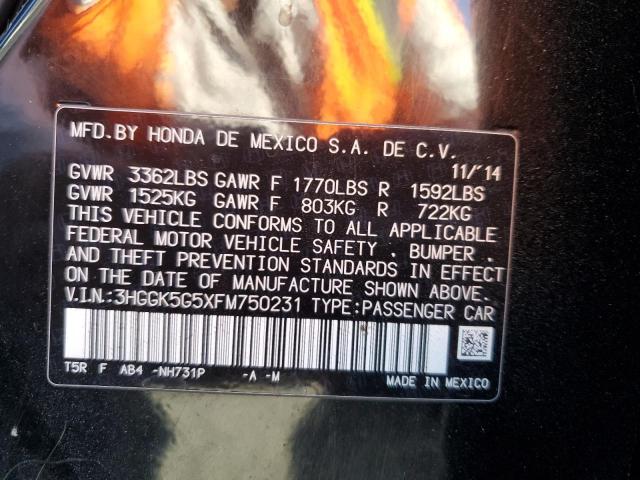 MFD.BY HONDA DE MEXICO S.A. DE C.V.
11/'14
GVWR 3362LBS GAWR F 1770LBS R 1592LBS
GVWR 1525KG GAWR F 803KG R 722KG
THIS VEHICLE CONFORMS TO ALL APPLICABLE
FEDERAL MOTOR VEHICLE SAFETY . BUMPER .
AND THEFT PREVENTION STANDARDS IN EFFECT
ON THE DATE OF MANUFACTURE SHOWN ABOVE.
V.I.N.:3HGGK5G5XFM750231 TYPE:PASSENGER CAR
T5R F AB4 -NH731P -A -M
MADE IN MEXICO